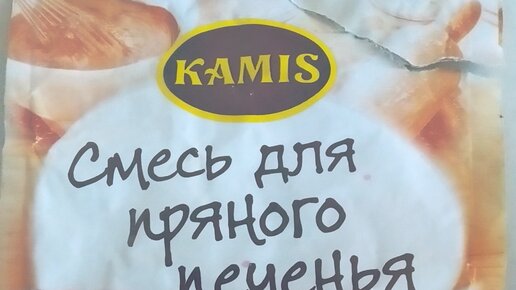 KAMIS
Смесь для
пряного
печенья